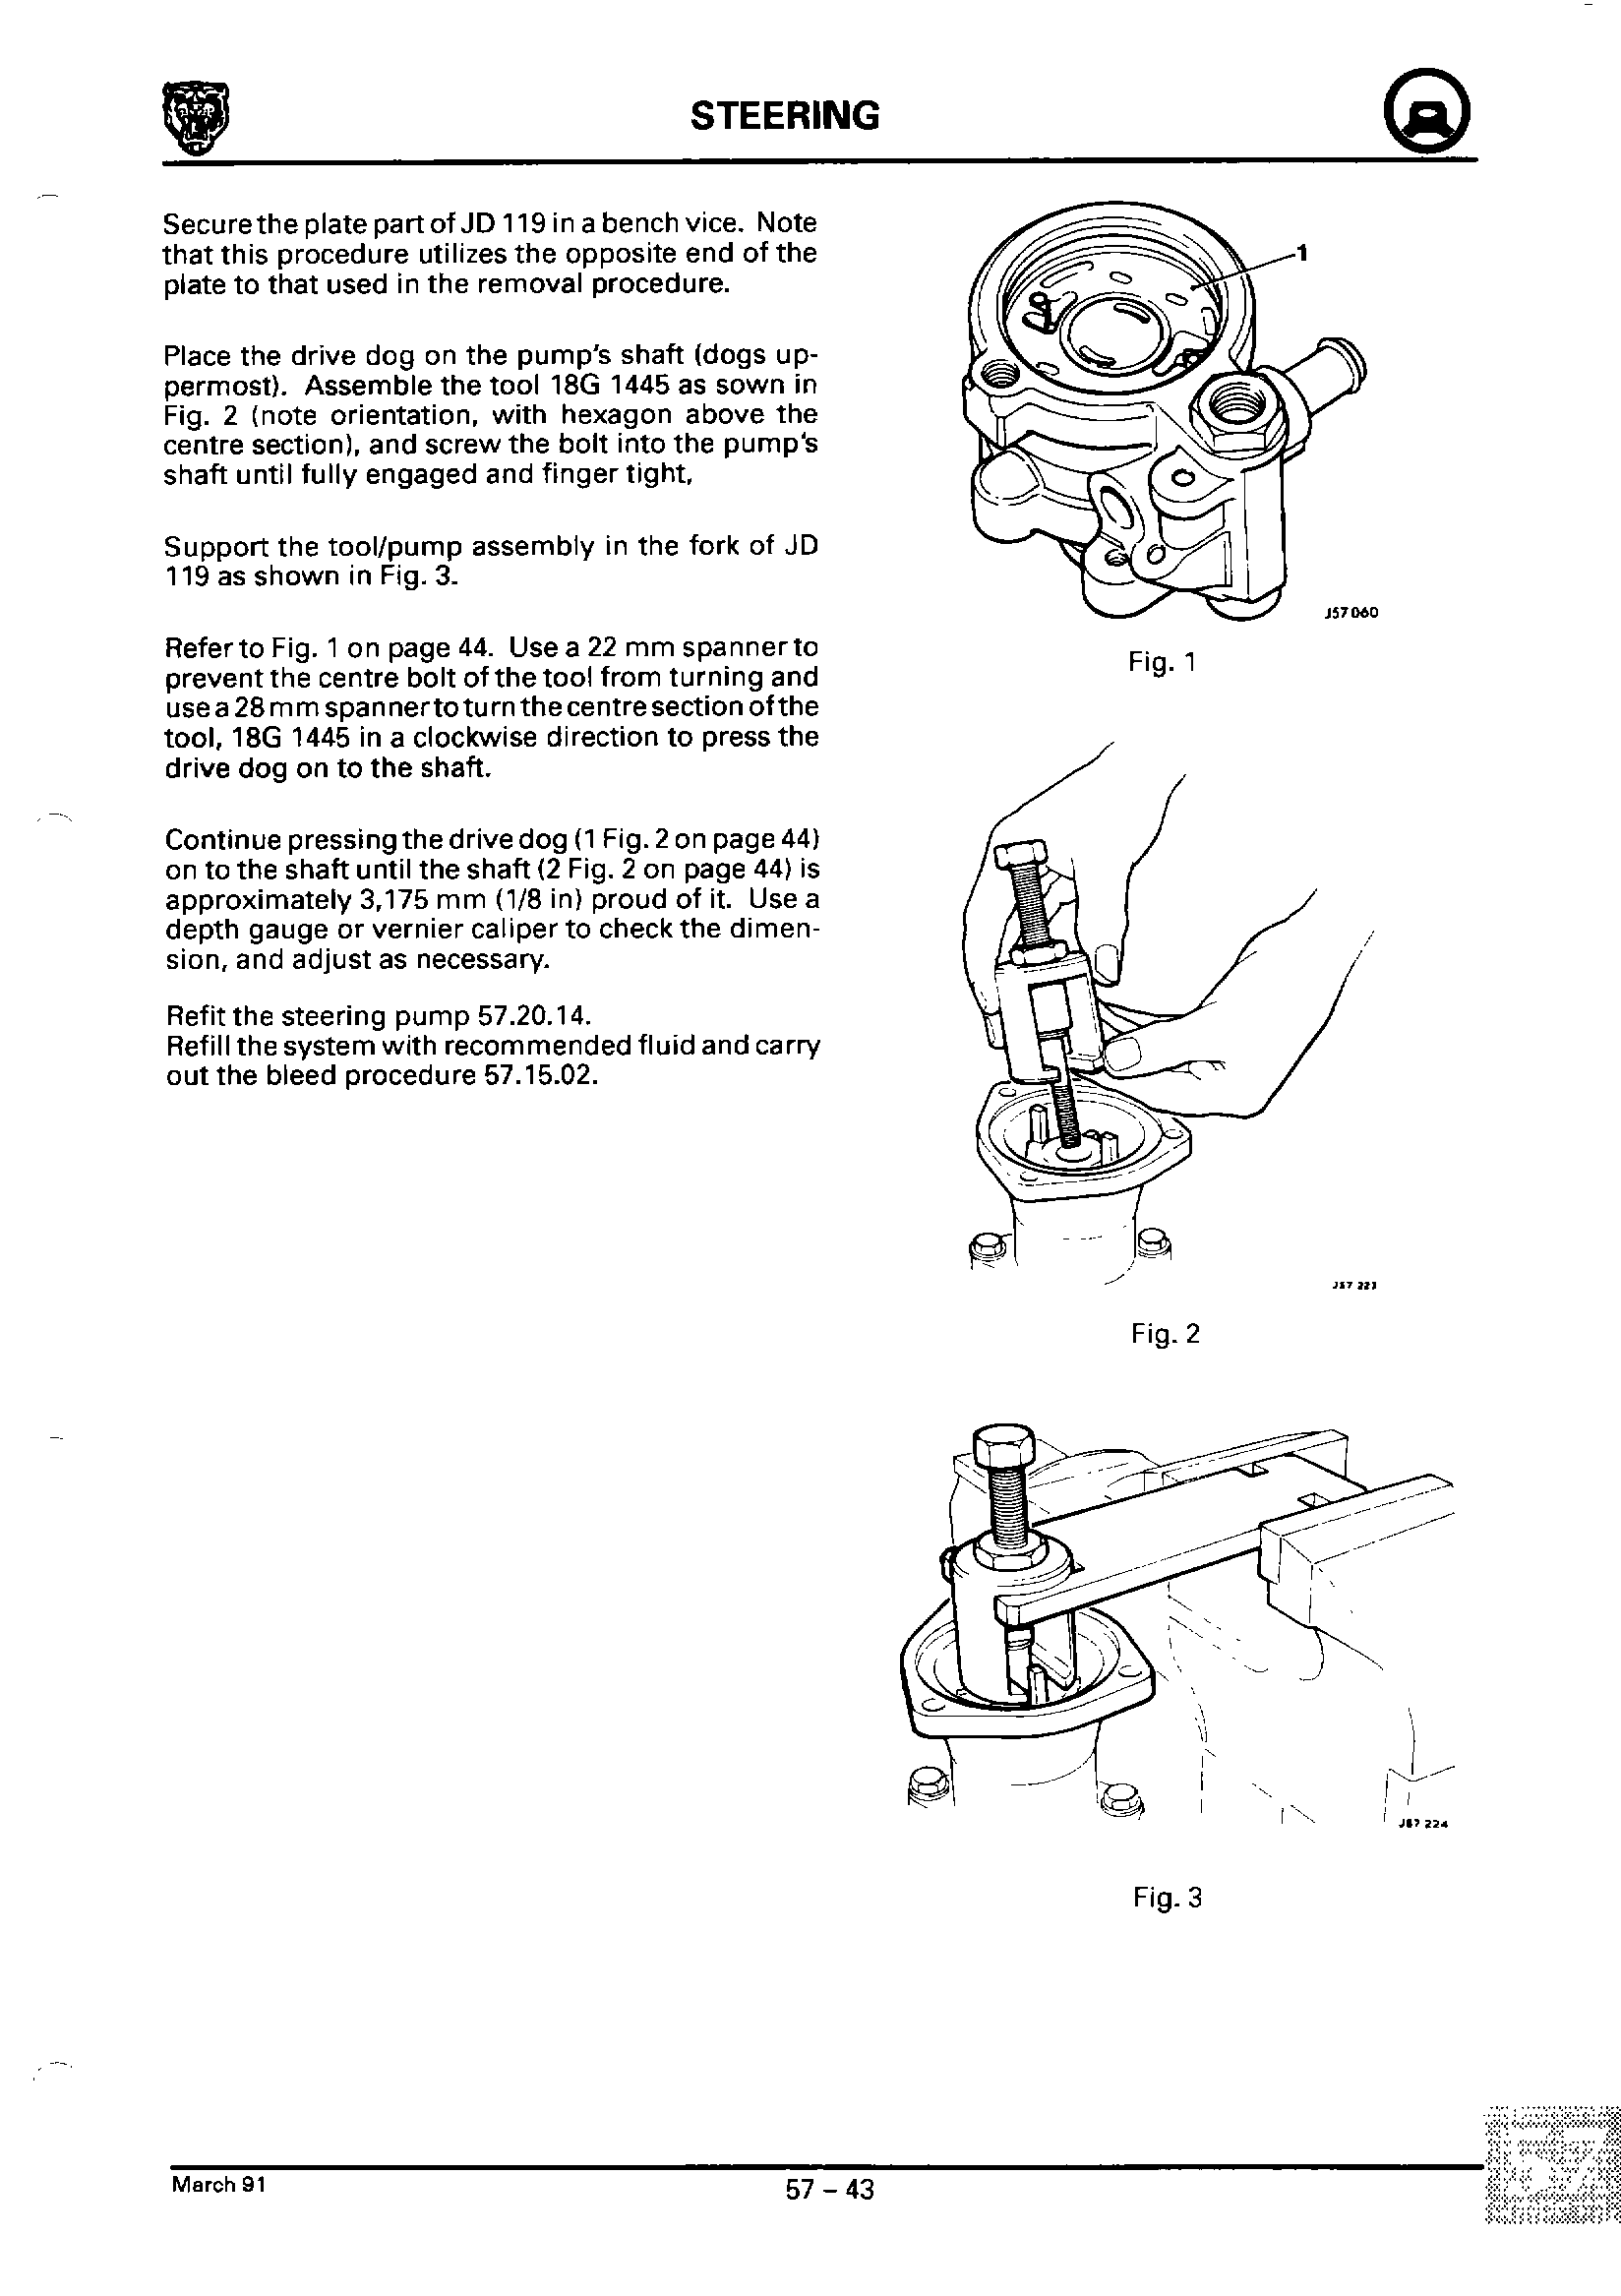 STEERING
Secure the plate part of JD 119 in a bench vice. Note
that this procedure utilizes the opposite end of the
plate to that used in the removal procedure.
Place the drive dog on the pump's shaft (dogs up-
permost). Assemble the tool 18G 1445 as sown in
Fig. 2 (note orientation, with hexagon above the
centre section), and screw the bolt into the pump's
shaft until fully engaged and finger tight,
Support the tool/pump assembly in the fork of JD
119 as shown in Fig. 3.
Refer to Fig. 1 on page 44. Use a 22 mm spanner to
prevent the centre bolt of the tool from turning and
use a 28 mm spanner to turn the centre section of the
tool, 18G 1445 in a clockwise direction to press the
drive dog on to the shaft.
Continue pressing the drive dog (1 Fig. 2 on page 44)
on to the shaft until the shaft (2 Fig. 2 on page 44) is
approximately 3,175 mm (1/8 in) proud of it. Use a
depth gauge or vernier caliper to check the dimen-
sion, and adjust as necessary.
Refit the steering pump 57.20.14.
Refill the system with recommended fluid and carry
out the bleed procedure 57.15.02.
1
J57 060
Fig. 1
Fig. 2
J57 224
Fig. 3
57
March 91
57 – 43